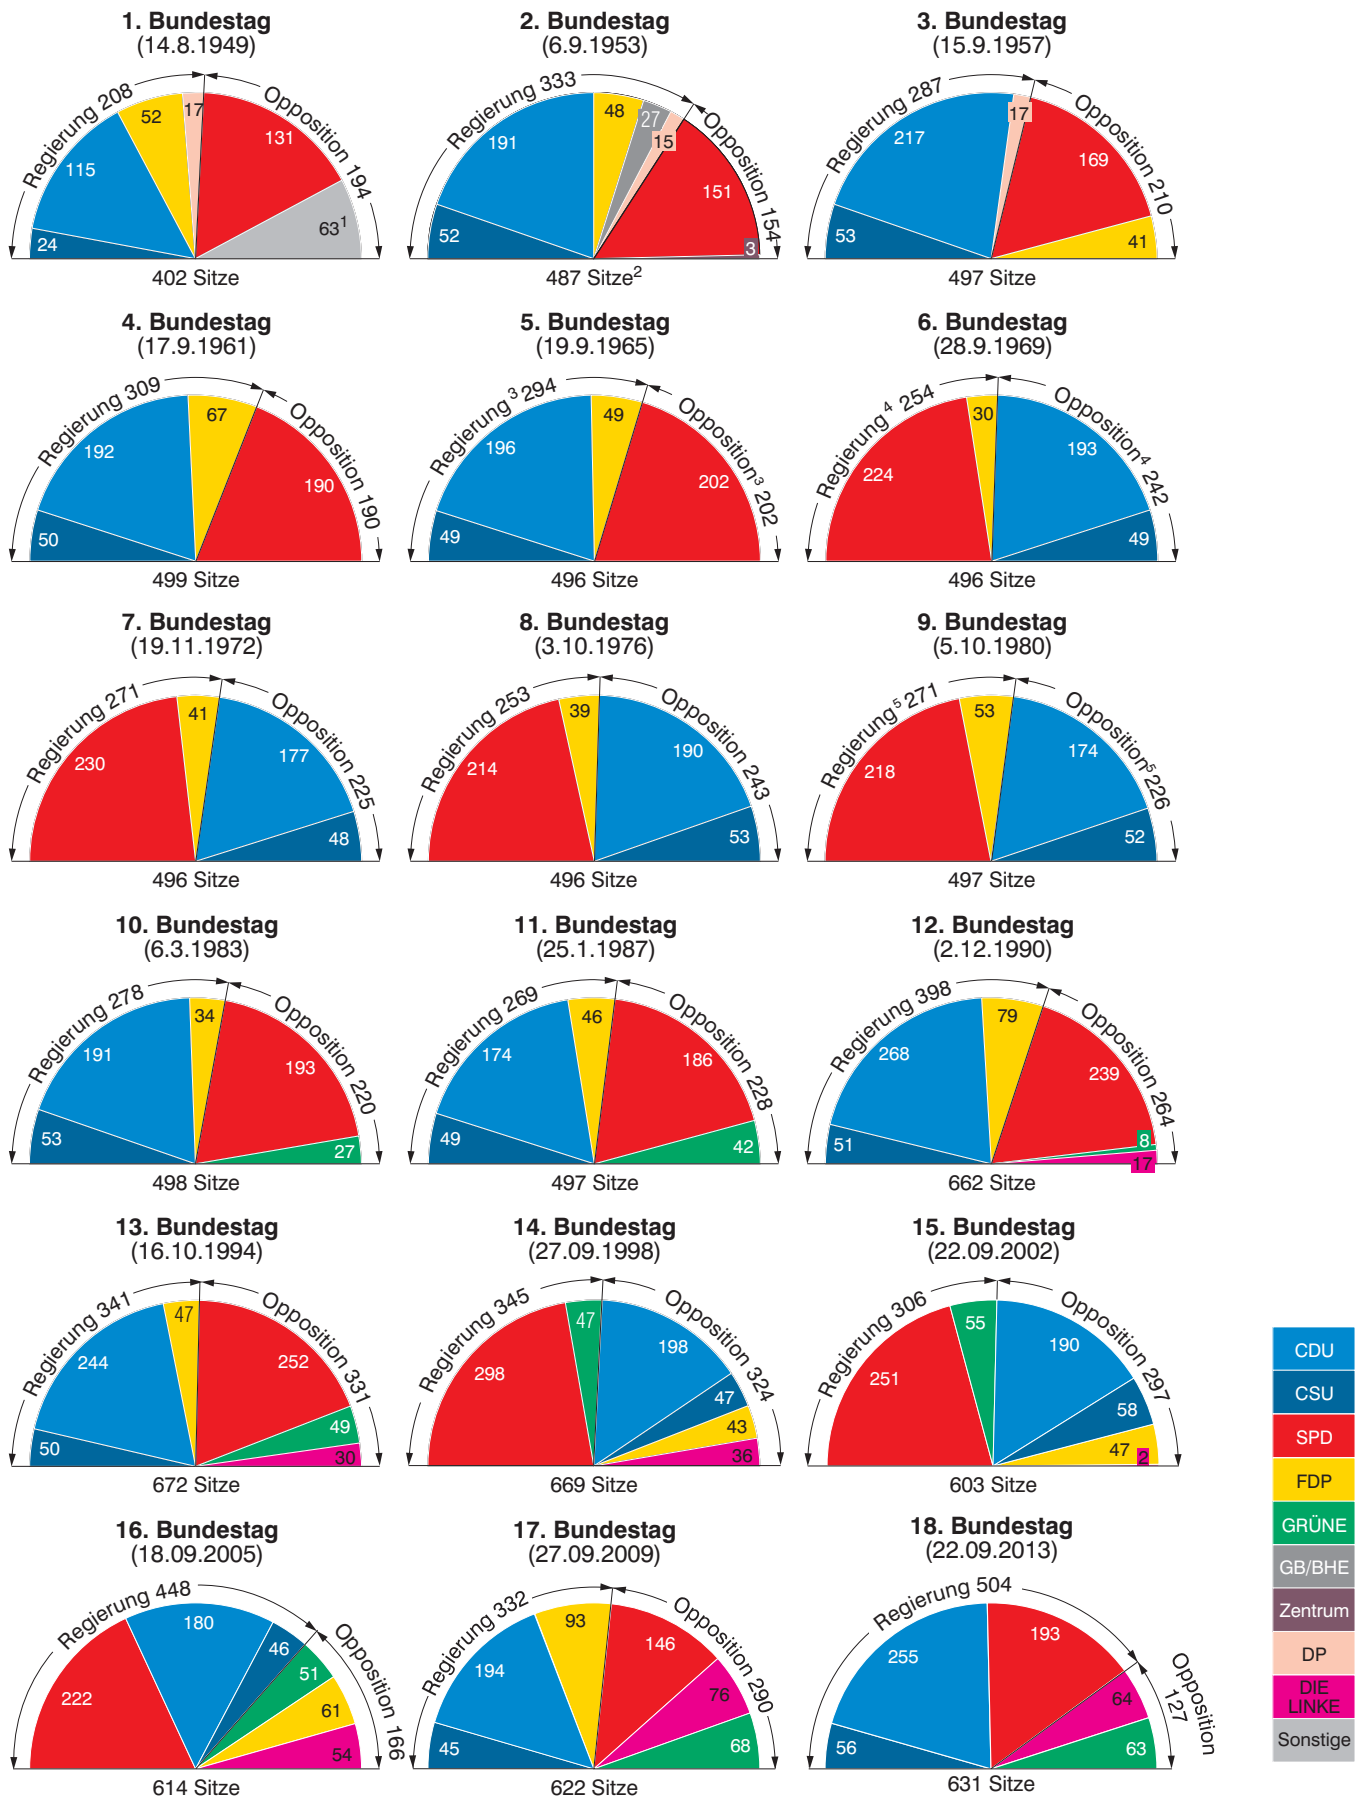 1. Bundestag
(14.8.1949)
Regierung 208
Opposition 194
24
115
52
17
131
63¹
402 Sitze
2. Bundestag
(6.9.1953)
Regierung 333
Opposition 154
52
191
48
27
15
151
3
487 Sitze²
3. Bundestag
(15.9.1957)
Regierung 287
Opposition 210
53
217
17
169
41
497 Sitze
4. Bundestag
(17.9.1961)
Regierung 309
Opposition 190
50
192
67
190
499 Sitze
5. Bundestag
(19.9.1965)
Regierung ³ 294
Opposition³ 202
49
196
49
202
496 Sitze
6. Bundestag
(28.9.1969)
Regierung ⁴ 254
Opposition⁴ 242
224
30
193
49
496 Sitze
7. Bundestag
(19.11.1972)
Regierung 271
Opposition 225
230
41
177
48
496 Sitze
8. Bundestag
(3.10.1976)
Regierung 253
Opposition 243
214
39
190
53
496 Sitze
9. Bundestag
(5.10.1980)
Regierung⁵ 271
Opposition⁵ 226
218
53
174
52
497 Sitze
10. Bundestag
(6.3.1983)
Regierung 278
Opposition 220
53
191
34
193
27
498 Sitze
11. Bundestag
(25.1.1987)
Regierung 269
Opposition 228
49
174
46
186
42
497 Sitze
12. Bundestag
(2.12.1990)
Regierung 398
Opposition 264
51
268
79
239
8
17
662 Sitze
13. Bundestag
(16.10.1994)
Regierung 341
Opposition 331
50
244
47
252
49
30
672 Sitze
14. Bundestag
(27.09.1998)
Regierung 345
Opposition 324
298
47
198
47
43
36
669 Sitze
15. Bundestag
(22.09.2002)
Regierung 306
Opposition 297
251
55
190
58
47
2
603 Sitze
16. Bundestag
(18.09.2005)
Regierung 448
Opposition 166
222
180
46
51
61
54
614 Sitze
17. Bundestag
(27.09.2009)
Regierung 332
Opposition 290
45
194
93
146
76
68
622 Sitze
18. Bundestag
(22.09.2013)
Regierung 504
Opposition
127
56
255
193
64
63
631 Sitze
CDU
CSU
SPD
FDP
GRÜNE
GB/BHE
Zentrum
DP
DIE
LINKE
Sonstige